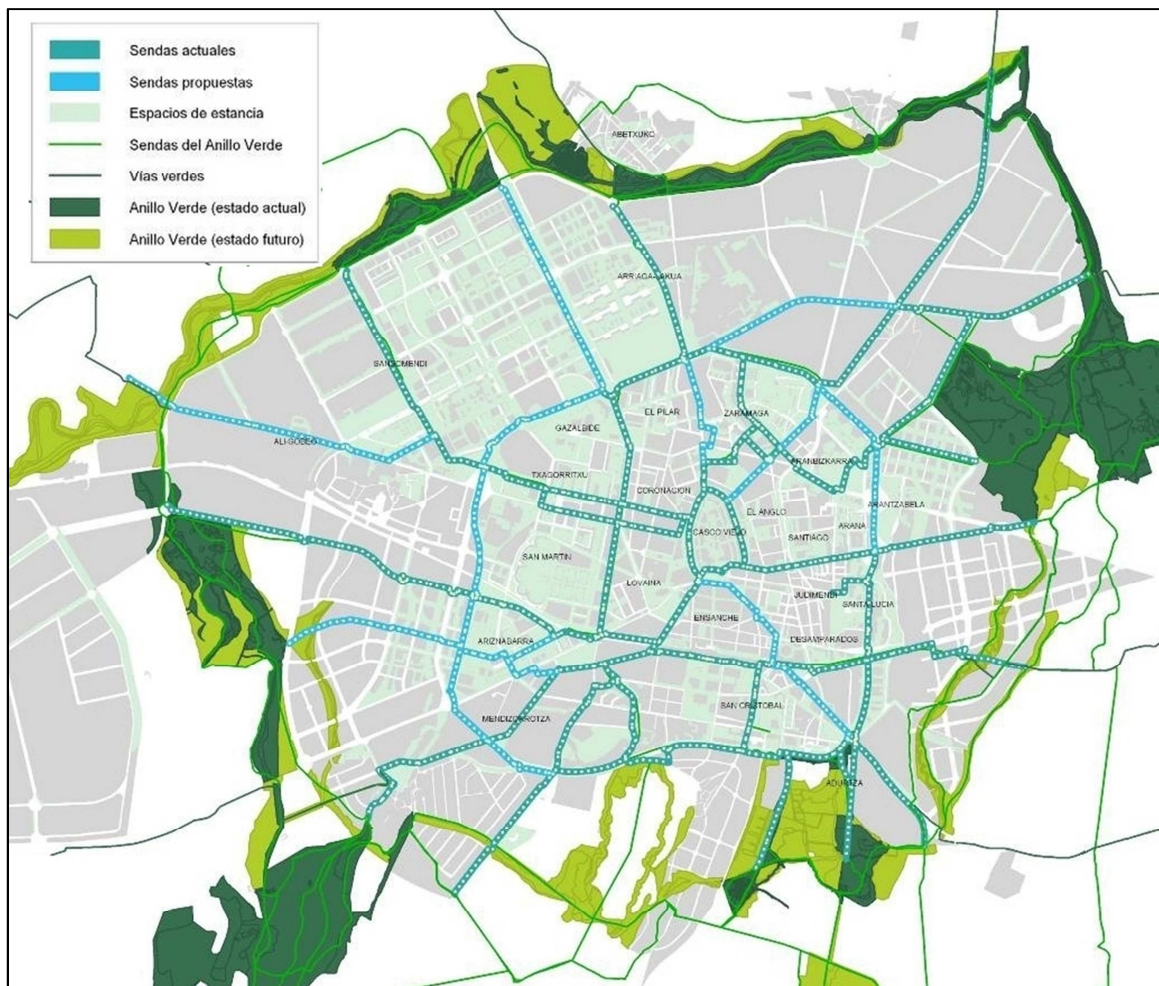 Sendas actuales
Sendas propuestas
Espacios de estancia
Sendas del Anillo Verde
Vías verdes
Anillo Verde (estado actual)
Anillo Verde (estado futuro)
ABETXUKO
ARRIAGA-LAKUA
SANSOMENDI
EL PILAR
ZARAMAGA
GAZALBIDE
ALI-GOBEO
ARANBIZKARRA
TXAGORRITXU
CORONACION
ARANTZABELA
EL ANGLO
ARANA
CASCO VIEJO
SANTIAGO
SAN MARTIN
LOVAINA
JUDIMENDI
SANTA LUCIA
ENSANCHE
ARIZNABARRA
DESAMPARADOS
SAN CRISTOBAL
MENDIZORROTZA
ADURTZA